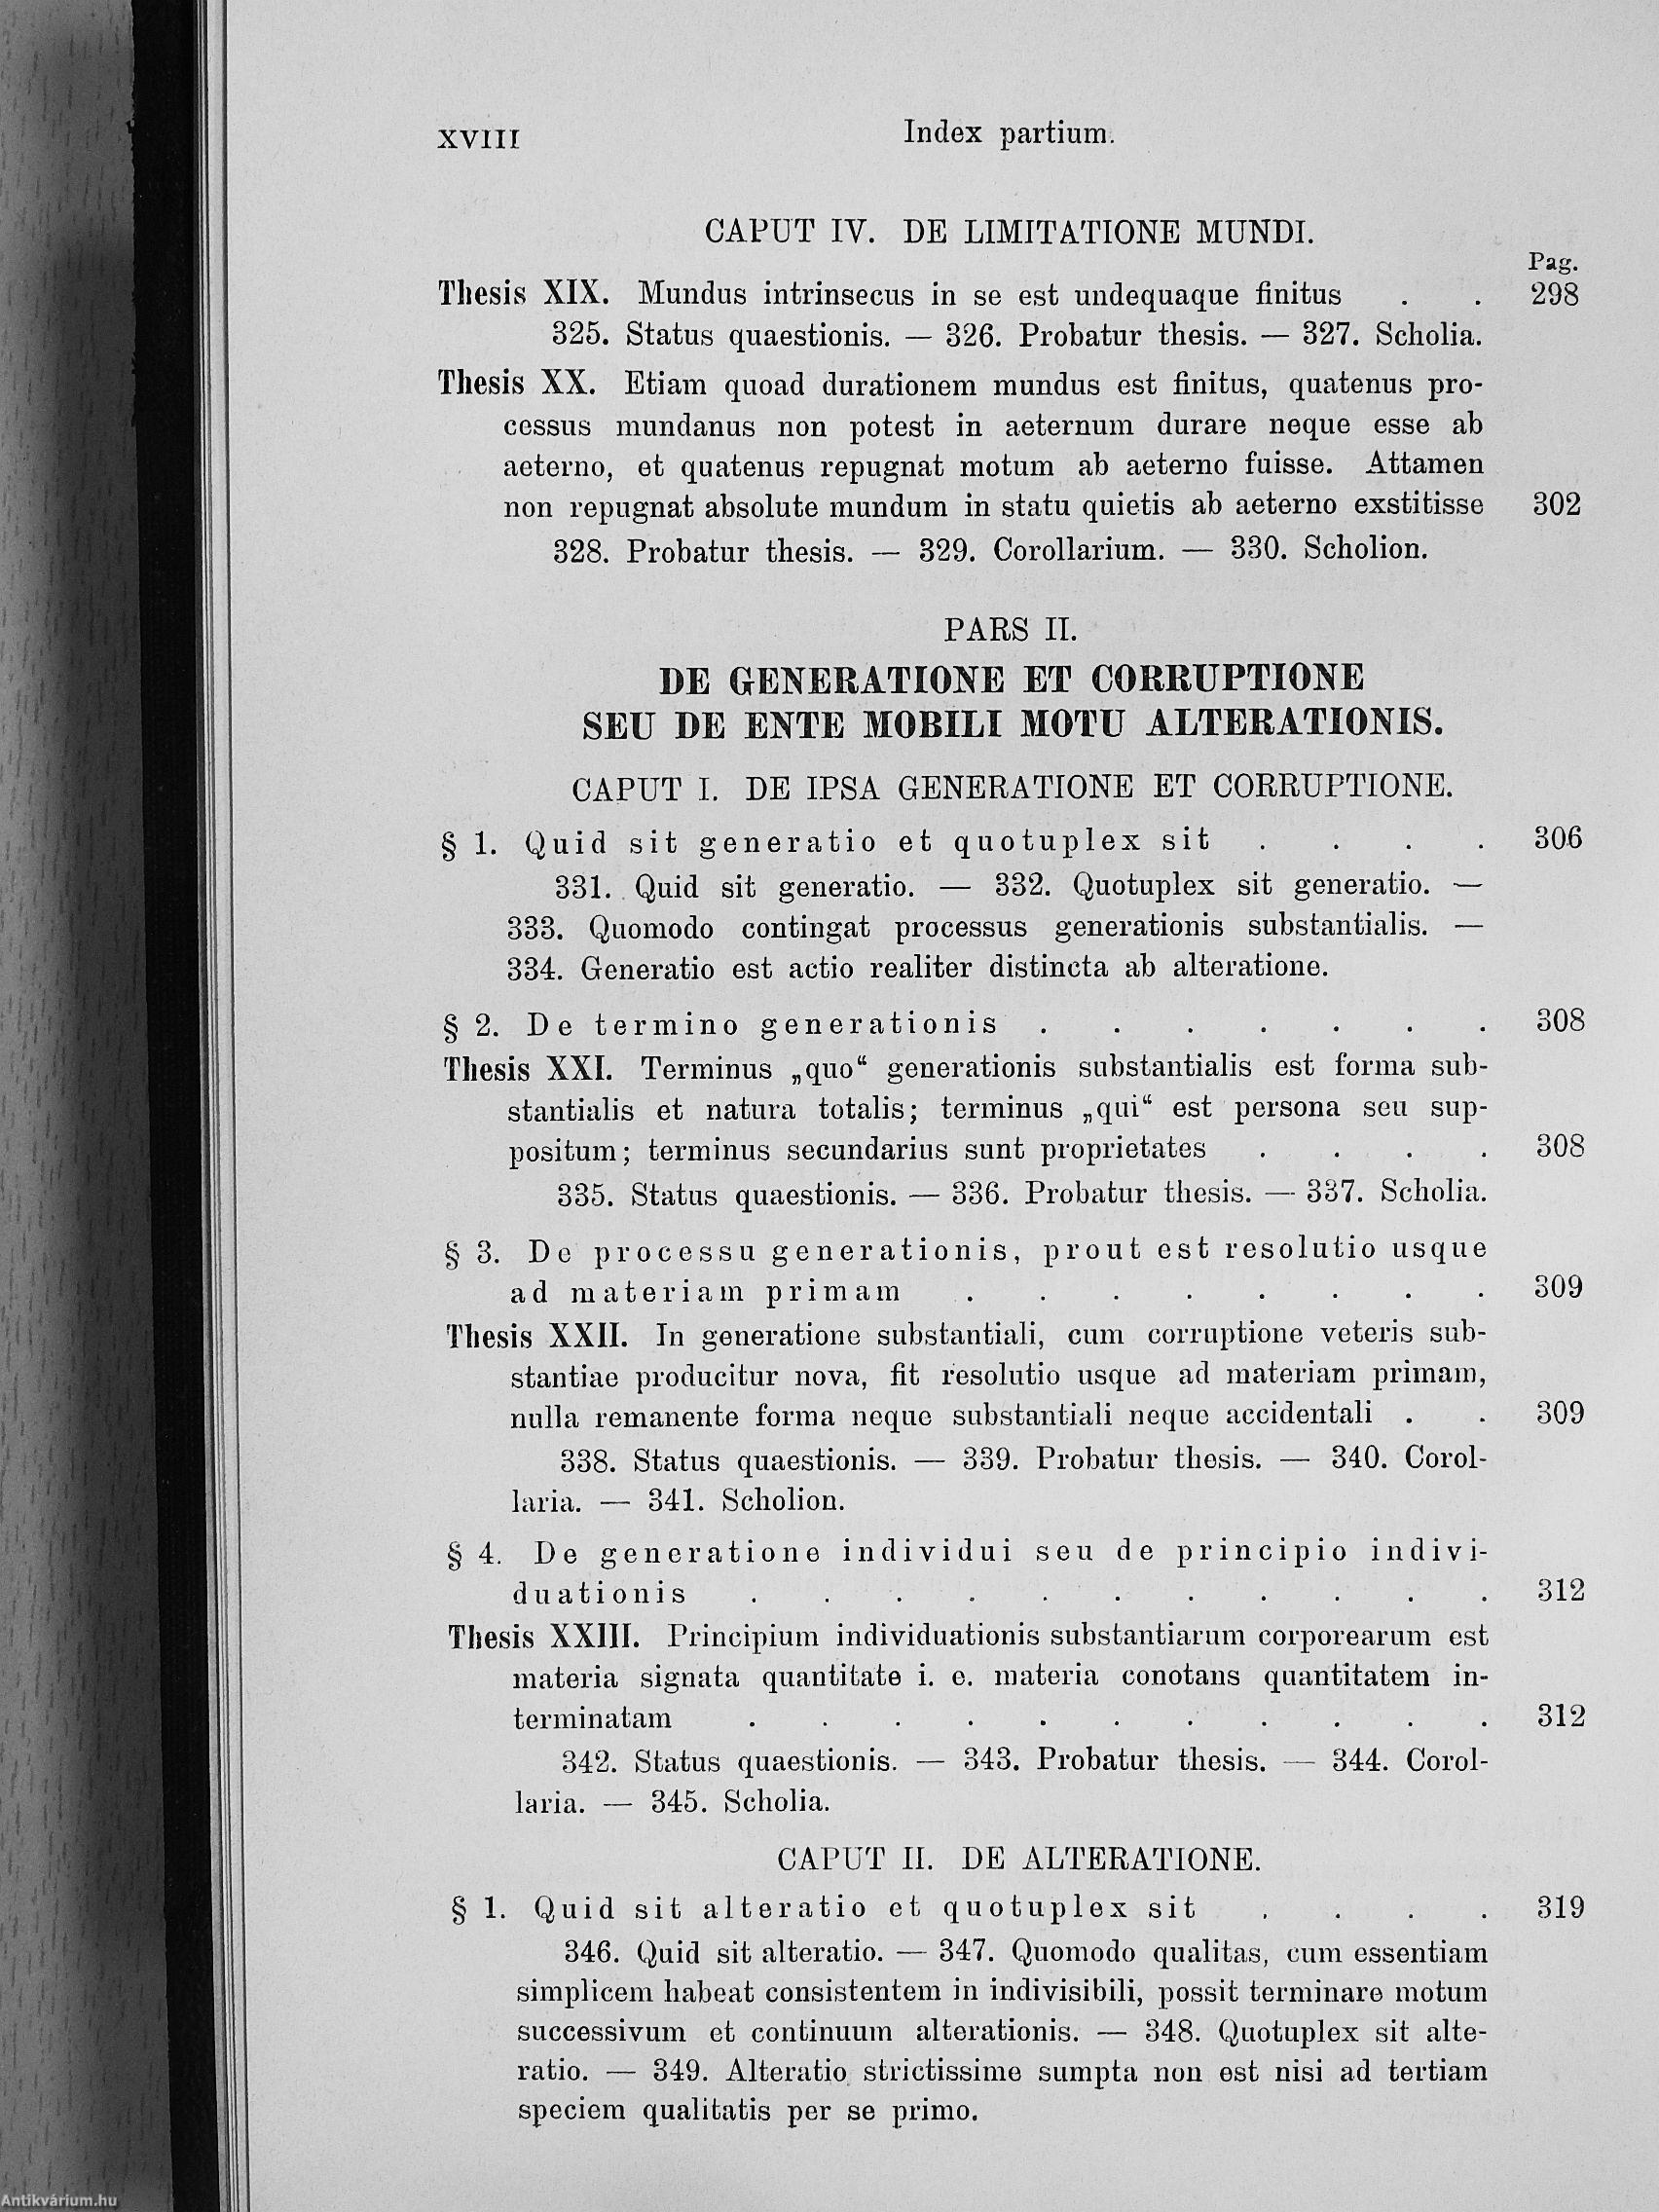 XVIII Index partium.
CAPUT IV. DE LIMITATIONE MUNDI.
Pag.
Thesis XIX. Mundus intrinsecus in se est undequaque finitus . . 298
325. Status quaestionis. — 326. Probatur thesis. — 327. Scholia.
Thesis XX. Etiam quoad durationem mundus est finitus, quatenus pro-
cessus mundanus non potest in aeternum durare neque esse ab
aeterno, et quatenus repugnat motum ab aeterno fuisse. Attamen
non repugnat absolute mundum in statu quietis ab aeterno exstitisse 302
328. Probatur thesis. — 329. Corollarium. — 330. Scholion.
PARS II.
DE GENERATIONE ET CORRUPTIONE
SEU DE ENTE MOBILI MOTU ALTERATIONIS.
CAPUT I. DE IPSA GENERATIONE ET CORRUPTIONE.
§ 1. Quid sit generatio et quotuplex sit . . . . 306
331. Quid sit generatio. — 332. Quotuplex sit generatio. —
333. Quomodo contingat processus generationis substantialis. —
334. Generatio est actio realiter distincta ab alteratione.
§ 2. De termino generationis . . . . . . . 308
Thesis XXI. Terminus „quo“ generationis substantialis est forma sub-
stantialis et natura totalis; terminus „qui“ est persona seu sup-
positum; terminus secundarius sunt proprietates . . . . 308
335. Status quaestionis. — 336. Probatur thesis. — 337. Scholia.
§ 3. De processu generationis, prout est resolutio usque
ad materiam primam . . . . . . . . 309
Thesis XXII. In generatione substantiali, cum corruptione veteris sub-
stantiae producitur nova, fit resolutio usque ad materiam primam,
nulla remanente forma neque substantiali neque accidentali . . 309
338. Status quaestionis. — 339. Probatur thesis. — 340. Corol-
laria. — 341. Scholion.
§ 4. De generatione individui seu de principio indivi-
duationis . . . . . . . . . . . 312
Thesis XXIII. Principium individuationis substantiarum corporearum est
materia signata quantitate i. e. materia conotans quantitatem in-
terminatam . . . . . . . . . . . 312
342. Status quaestionis. — 343. Probatur thesis. — 344. Corol-
laria. — 345. Scholia.
CAPUT II. DE ALTERATIONE.
§ 1. Quid sit alteratio et quotuplex sit . . . . 319
346. Quid sit alteratio. — 347. Quomodo qualitas, cum essentiam
simplicem habeat consistentem in indivisibili, possit terminare motum
successivum et continuum alterationis. — 348. Quotuplex sit alte-
ratio. — 349. Alteratio strictissime sumpta non est nisi ad tertiam
speciem qualitatis per se primo.
Antikvárium.hu